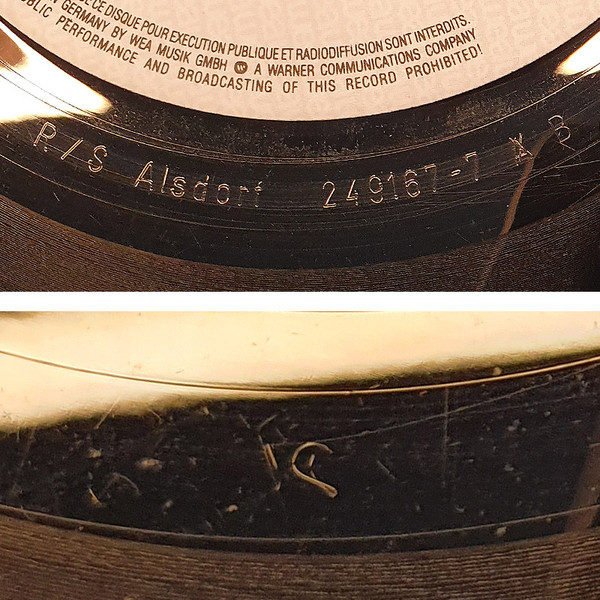 DE CE DISQUE POUR EXECUTION PUBLIQUE ET RADIODIFFUSION SONT INTERDITS.
GERMANY BY WEA MUSIK GMBH W A WARNER COMMUNICATIONS COMPANY
PUBLIC PERFORMANCE AND BROADCASTING OF THIS RECORD PROHIBITED!
R/S Alsdorf 249167-7 B